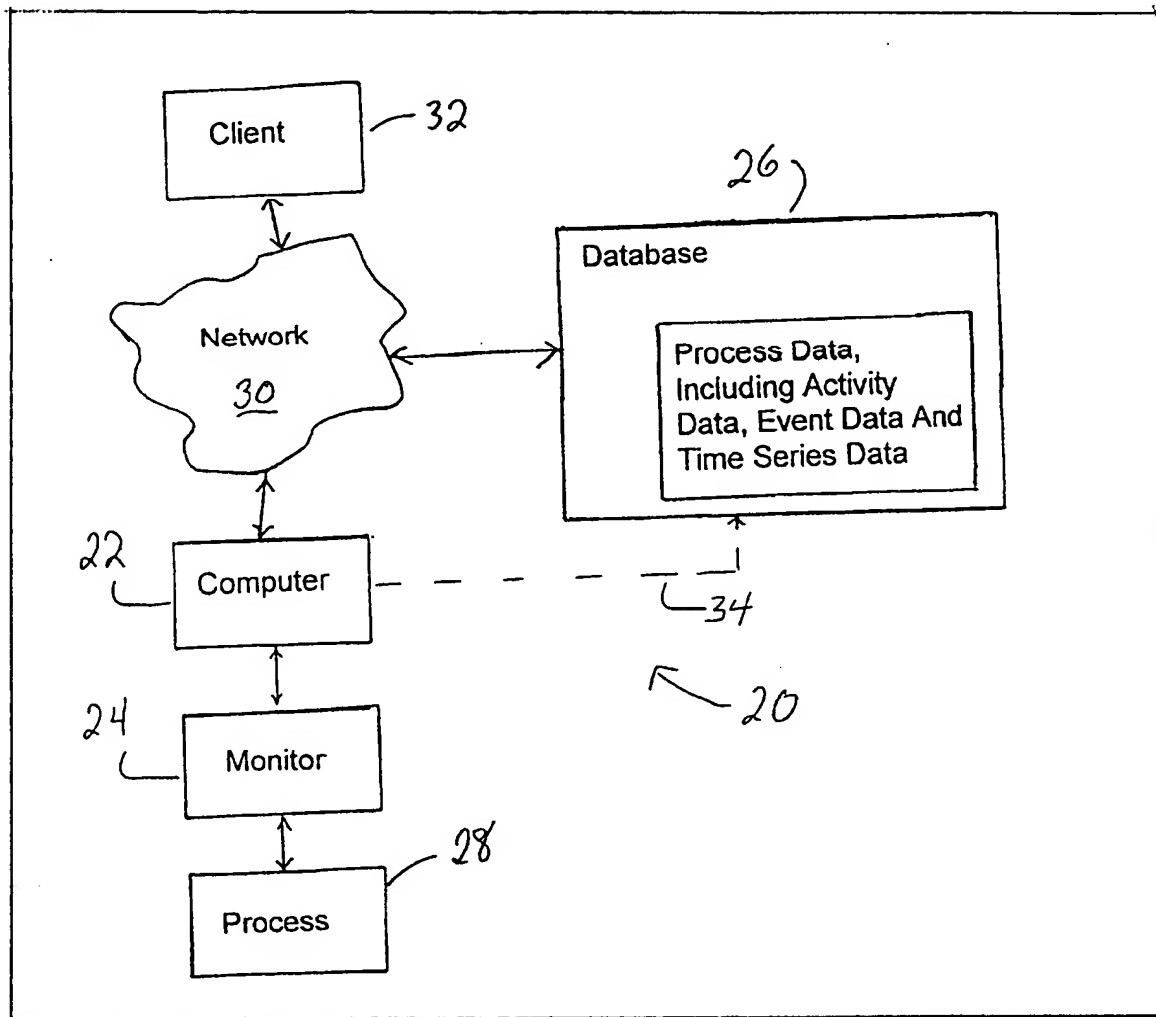 Client
32
26
Database
Network
30
Process Data,
Including Activity
Data, Event Data And
Time Series Data
22
Computer
34
20
24
Monitor
28
Process